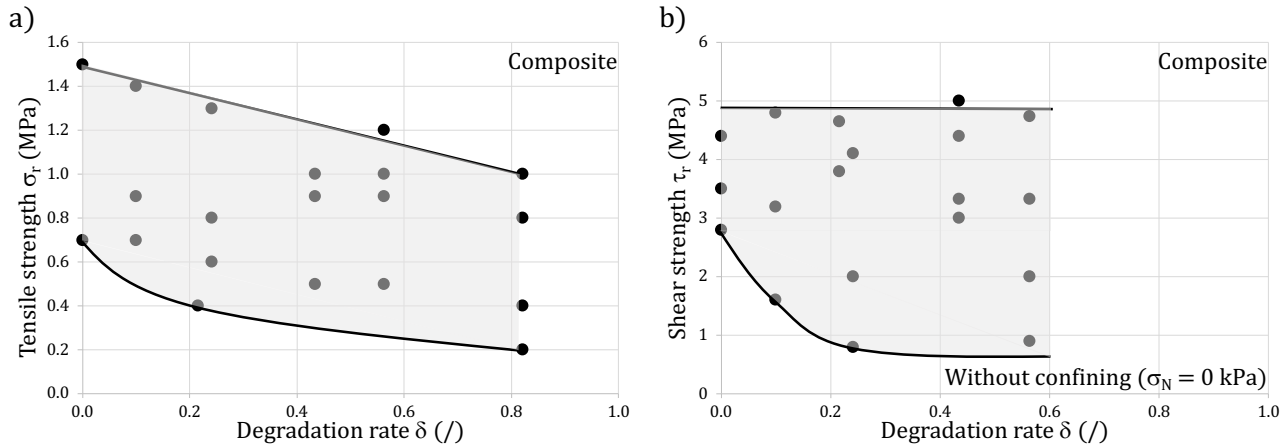 a)
Tensile strength σr (MPa)
1.6
1.4
1.2
1.0
0.8
0.6
0.4
0.2
0.0
Composite
0.0 0.2 0.4 0.6 0.8 1.0
Degradation rate δ (/)
b)
Shear strength τr (MPa)
6
5
4
3
2
1
0
Composite
Without confining (σN = 0 kPa)
0.0 0.2 0.4 0.6 0.8 1.0
Degradation rate δ (/)